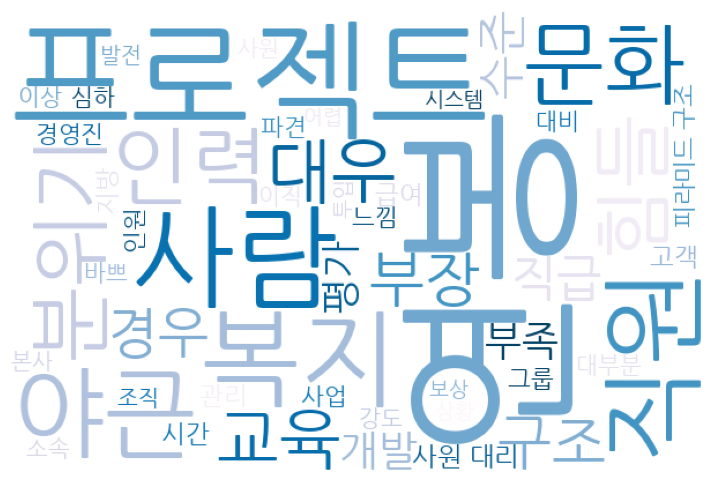 프로젝트
문화
수준
발전
사원
이상
심하
시스템
경영진
파견
어렵
대비
피라미드 구조
인력
대우
연봉
힘들
분위기
지방
이직
급여
투입
느낌
사람
인원
평가
부장
직급
고객
바쁘
경우
복지
부족
직원
본사
야근
그룹
대부분
조직
관리
사업
보상
상황
강도
소속
시간
교육
개발
사원 대리
구조